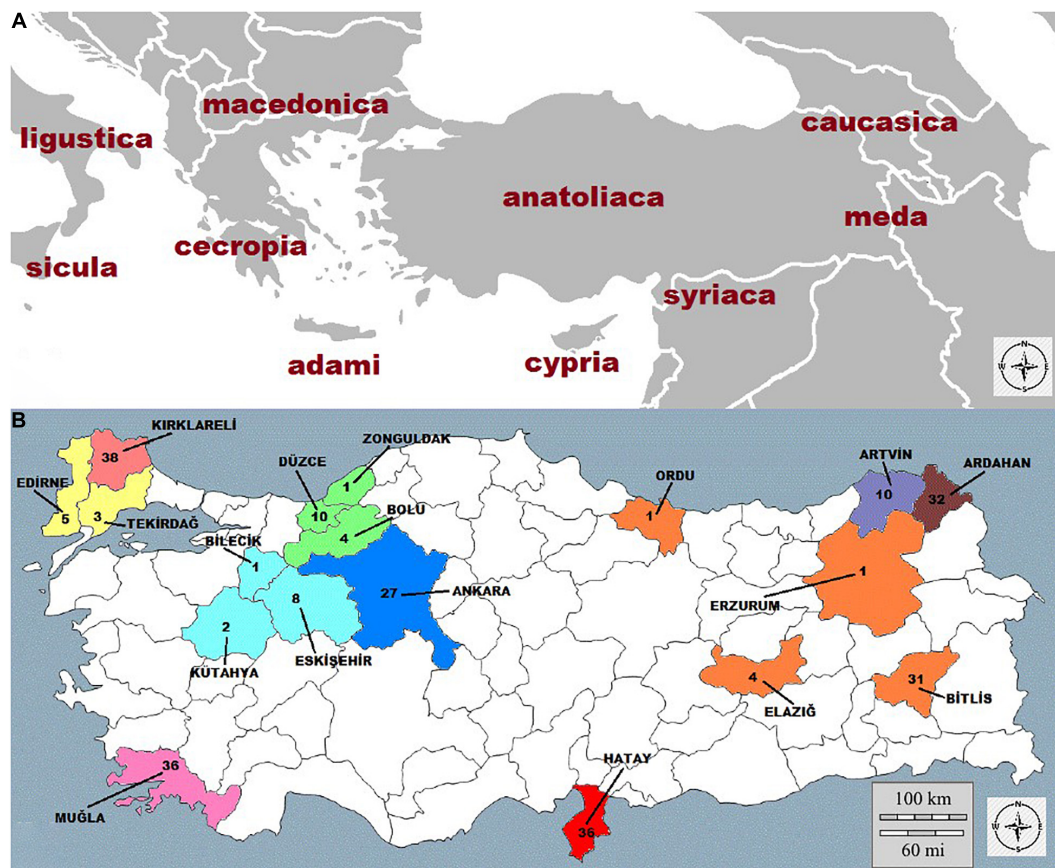 A
macedonica
ligustica
caucasica
anatoliaca
meda
cecropia
sicula
syriaca
adami
cypria
N
W E
S
B
KIRKLARELİ
38
ZONGULDAK
1
DÜZCE
10
EDİRNE
5
3
TEKİRDAĞ
BOLU
4
BİLECİK
1
ORDU
1
ARTVİN
10
ARDAHAN
32
8
ESKİŞEHİR
27
ANKARA
2
KÜTAHYA
1
ERZURUM
4
ELAZIĞ
31
BİTLİS
36
MUĞLA
HATAY
36
100 km
60 mi
N
W E
S